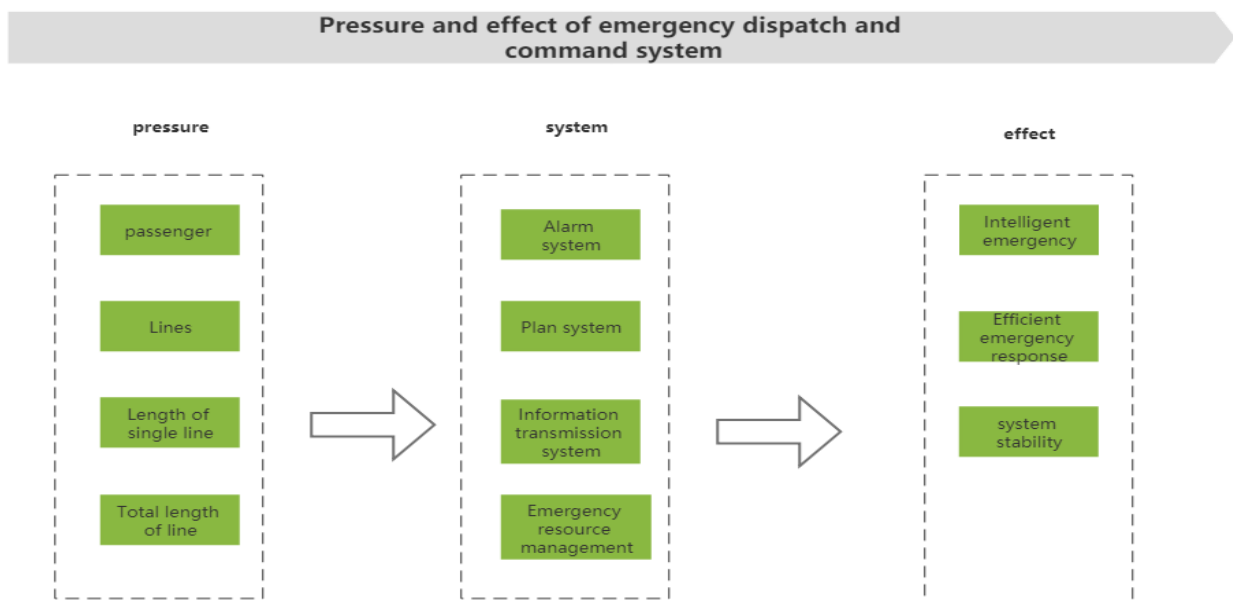 Pressure and effect of emergency dispatch and
command system
pressure
passenger
Lines
Length of
single line
Total length
of line
system
Alarm
system
Plan system
Information
transmission
system
Emergency
resource
management
effect
Intelligent
emergency
Efficient
emergency
response
system
stability